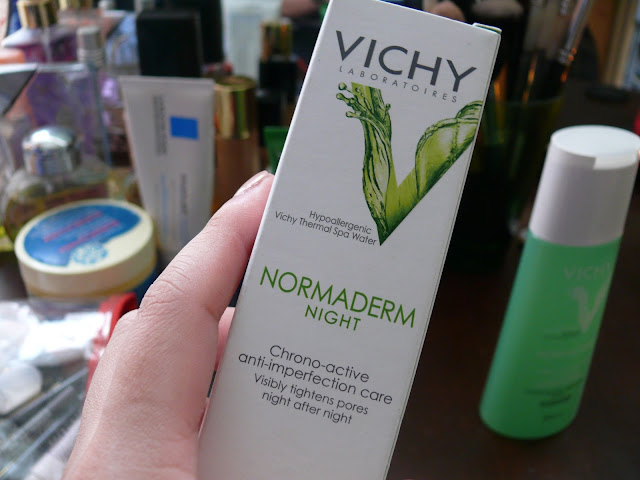 VICHY
LABORATOIRES
Hypoallergenic
Vichy Thermal Spa Water
NORMADERM
NIGHT
Chrono-active
anti-imperfection care
Visibly tightens pores
night after night
VICHY